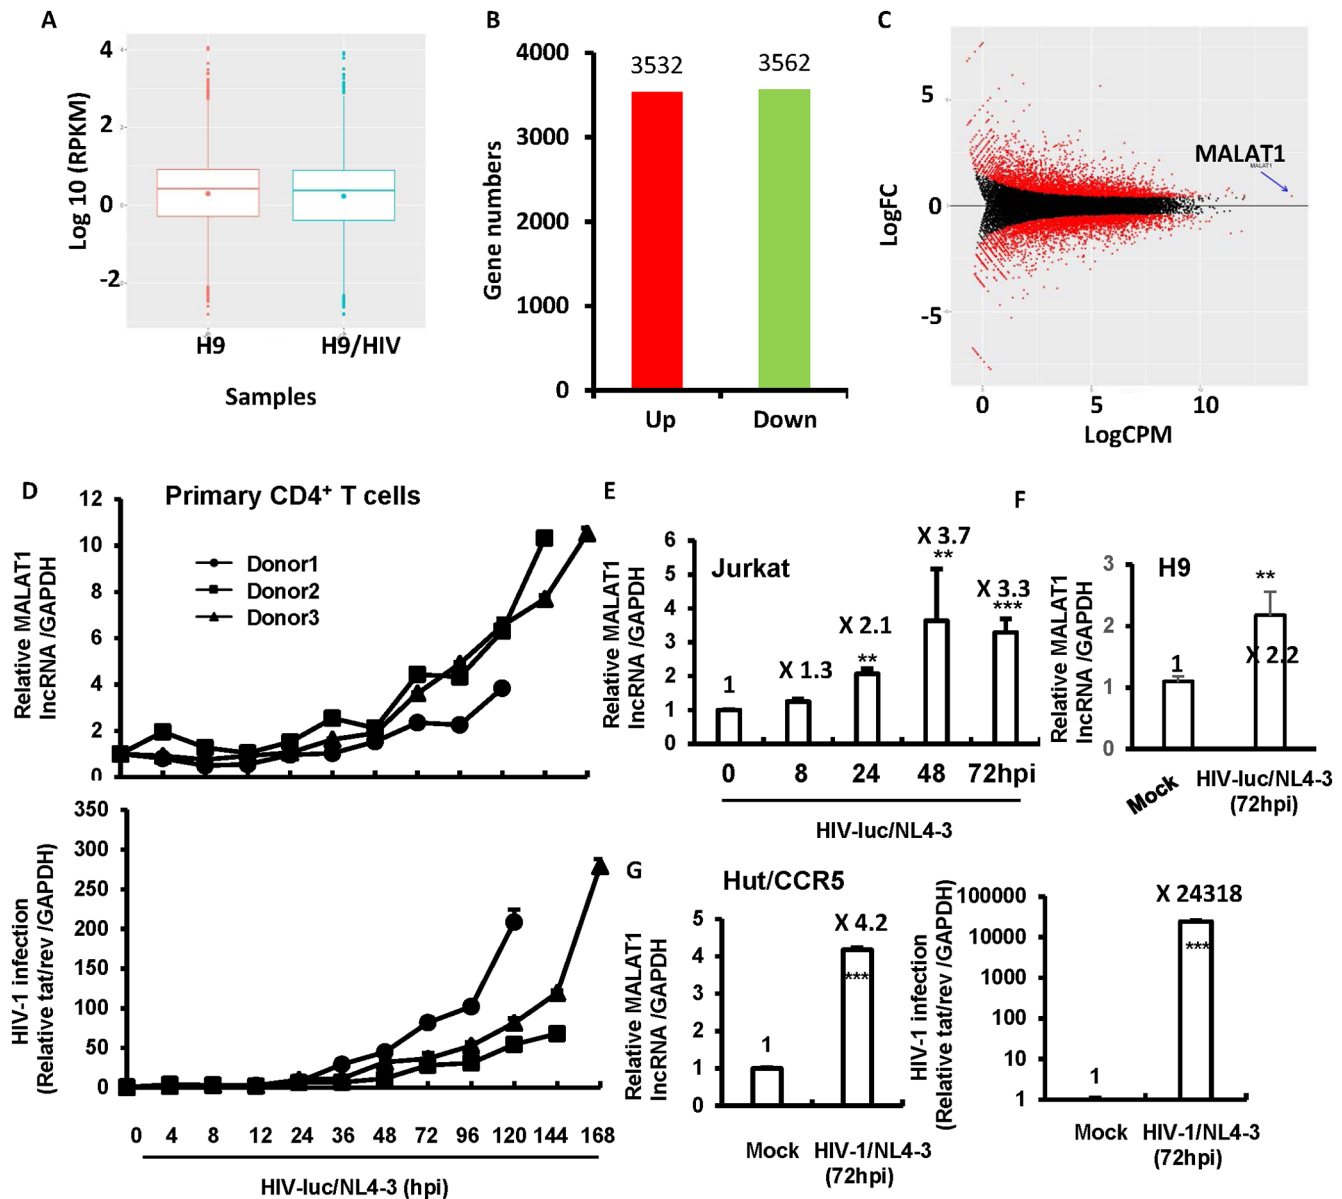 A
4
2
0
-2
Log 10 (RPKM)
H9
H9/HIV
Samples
B
4000
3000
2000
1000
0
Gene numbers
3532
3562
Up
Down
C
5
0
-5
LogFC
MALAT1
MALAT1
0
5
10
LogCPM
D
Primary CD4⁺ T cells
12
10
8
6
4
2
0
Relative MALAT1
lncRNA /GAPDH
Donor1
Donor2
Donor3
350
300
250
200
150
100
50
0
HIV-1 infection
(Relative tat/rev /GAPDH)
0 4 8 12 24 36 48 72 96 120 144 168
HIV-luc/NL4-3 (hpi)
E
Jurkat
6
5
4
3
2
1
0
Relative MALAT1
lncRNA /GAPDH
1
X 1.3
X 2.1
**
X 3.7
**
X 3.3
***
0 8 24 48 72hpi
HIV-luc/NL4-3
F
H9
3
2
1
0
Relative MALAT1
lncRNA /GAPDH
1
**
X 2.2
Mock
HIV-luc/NL4-3
(72hpi)
G
Hut/CCR5
5
4
3
2
1
0
Relative MALAT1
lncRNA /GAPDH
1
X 4.2
***
Mock
HIV-1/NL4-3
(72hpi)
100000
10000
1000
100
10
1
HIV-1 infection
(Relative tat/rev /GAPDH)
1
X 24318
***
Mock
HIV-1/NL4-3
(72hpi)